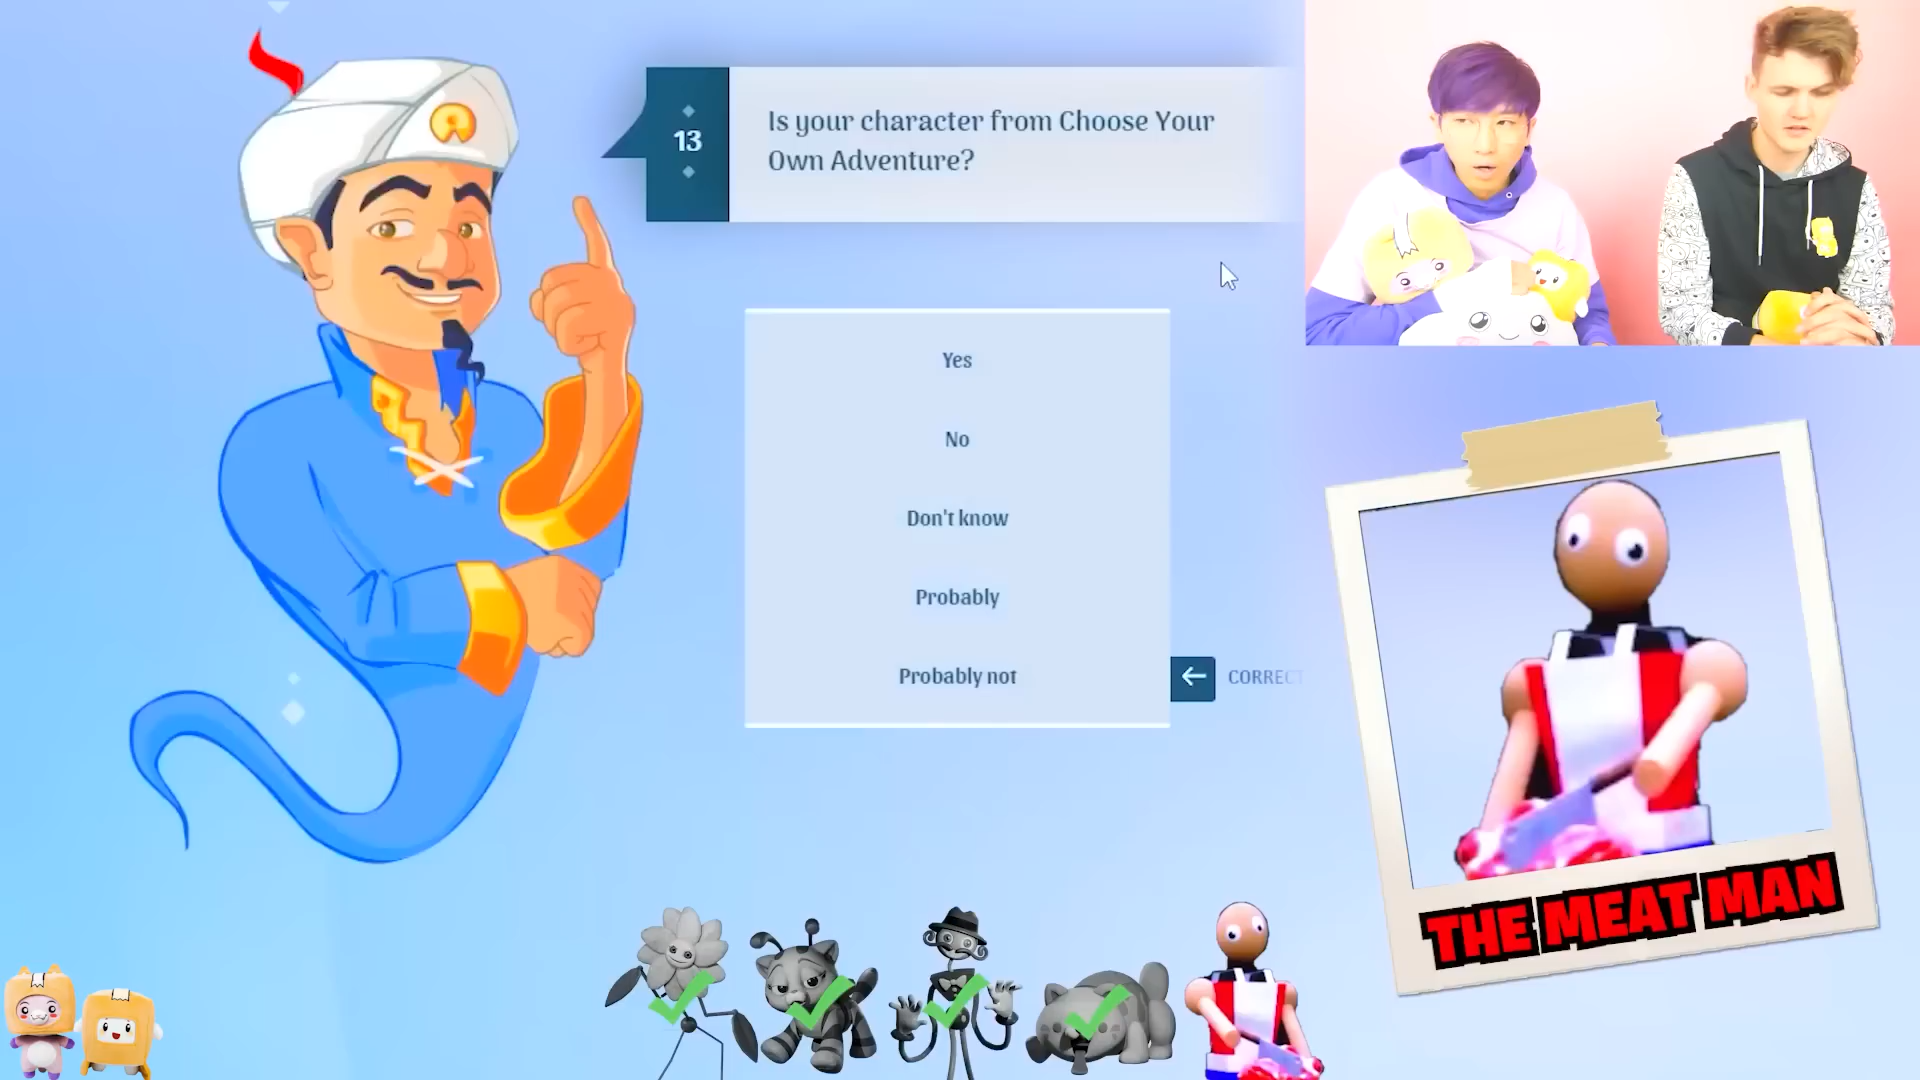 13
Is your character from Choose Your
Own Adventure?
Yes
No
Don't know
Probably
Probably not
CORRECT
THE MEAT MAN